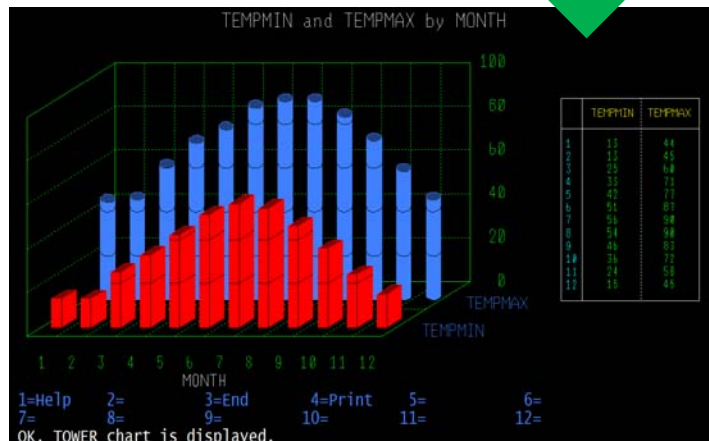 TEMPMIN and TEMPMAX by MONTH
100
80
60
40
20
0
TEMPMAX
TEMPMIN
1 2 3 4 5 6 7 8 9 10 11 12
MONTH
TEMPMIN TEMPMAX
1 13 44
2 13 45
3 25 60
4 33 71
5 42 77
6 51 87
7 56 90
8 54 90
9 46 83
10 36 72
11 24 58
12 15 45
1=Help 2= 3=End 4=Print 5= 6=
7= 8= 9= 10= 11= 12=
OK, TOWER chart is displayed.